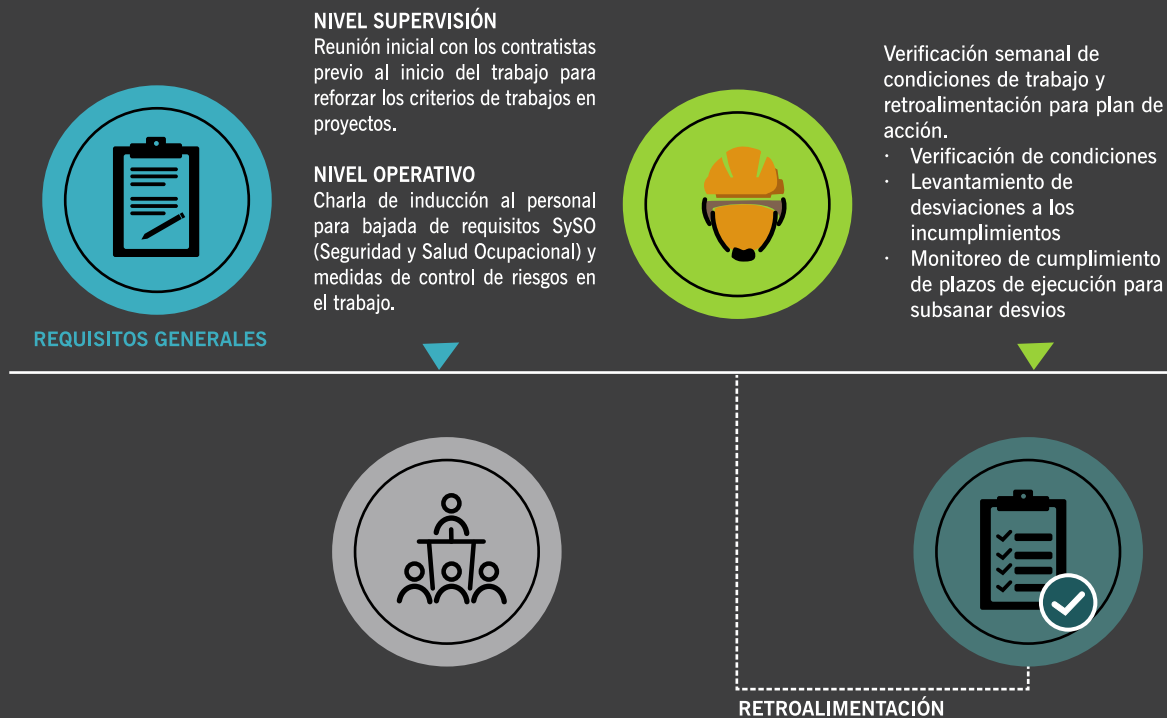 NIVEL SUPERVISIÓN
Reunión inicial con los contratistas
previo al inicio del trabajo para
reforzar los criterios de trabajos en
proyectos.
NIVEL OPERATIVO
Charla de inducción al personal
para bajada de requisitos SySO
(Seguridad y Salud Ocupacional) y
medidas de control de riesgos en
el trabajo.
REQUISITOS GENERALES
Verificación semanal de
condiciones de trabajo y
retroalimentación para plan de
acción.
· Verificación de condiciones
· Levantamiento de
desviaciones a los
incumplimientos
· Monitoreo de cumplimiento
de plazos de ejecución para
subsanar desvios
RETROALIMENTACIÓN